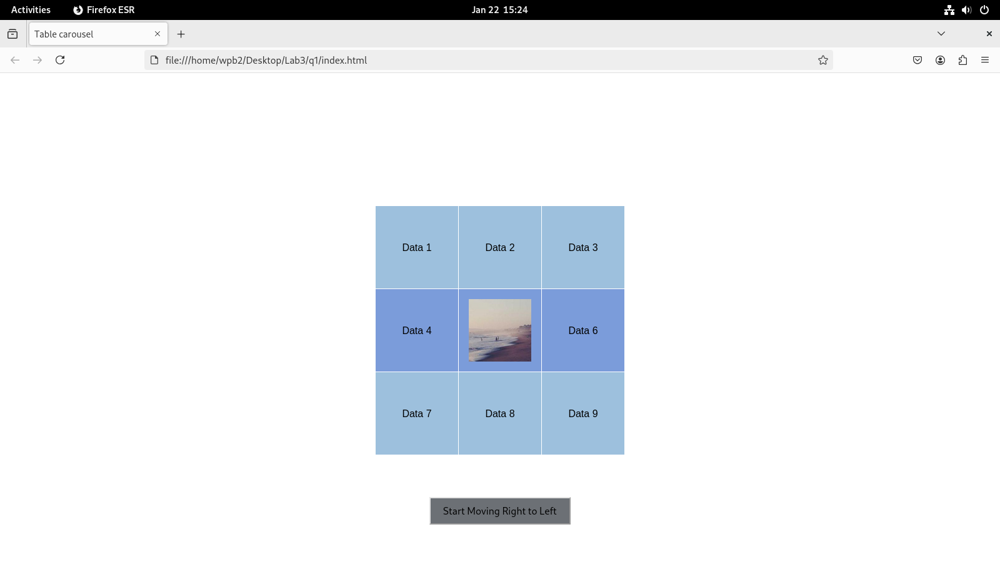 Activities Firefox ESR Jan 22 15:24
Table carousel
file:///home/wpb2/Desktop/Lab3/q1/index.html
Data 1 Data 2 Data 3
Data 4 Data 6
Data 7 Data 8 Data 9
Start Moving Right to Left